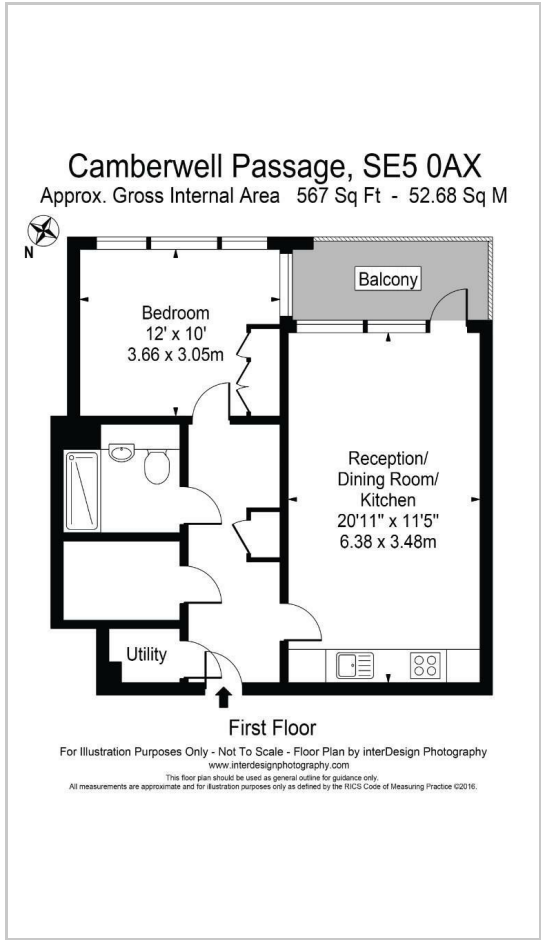 Camberwell Passage, SE5 0AX
Approx. Gross Internal Area 567 Sq Ft - 52.68 Sq M
N
Balcony
Bedroom
12' x 10'
3.66 x 3.05m
Reception/
Dining Room/
Kitchen
20'11" x 11'5"
6.38 x 3.48m
Utility
First Floor
For Illustration Purposes Only - Not To Scale - Floor Plan by interDesign Photography
www.interdesignphotography.com
This floor plan should be used as general outline for guidance only.
All measurements are approximate and for illustration purposes only as defined by the RICS Code of Measuring Practice ©2016.